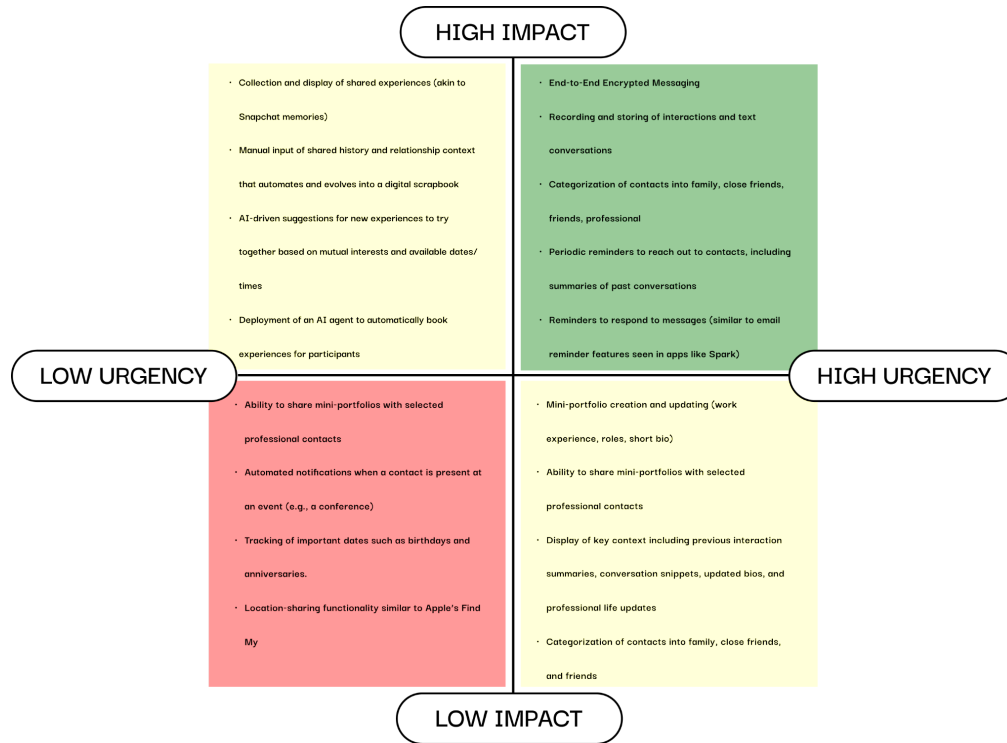 HIGH IMPACT
• Collection and display of shared experiences (akin to
Snapchat memories)
• Manual input of shared history and relationship context
that automates and evolves into a digital scrapbook
• AI-driven suggestions for new experiences to try
together based on mutual interests and available dates/
times
• Deployment of an AI agent to automatically book
experiences for participants
• End-to-End Encrypted Messaging
• Recording and storing of interactions and text
conversations
• Categorization of contacts into family, close friends,
friends, professional
• Periodic reminders to reach out to contacts, including
summaries of past conversations
• Reminders to respond to messages (similar to email
reminder features seen in apps like Spark)
LOW URGENCY
HIGH URGENCY
• Ability to share mini-portfolios with selected
professional contacts
• Automated notifications when a contact is present at
an event (e.g., a conference)
• Tracking of important dates such as birthdays and
anniversaries.
• Location-sharing functionality similar to Apple's Find
My
• Mini-portfolio creation and updating (work
experience, roles, short bio)
• Ability to share mini-portfolios with selected
professional contacts
• Display of key context including previous interaction
summaries, conversation snippets, updated bios, and
professional life updates
• Categorization of contacts into family, close friends,
and friends
LOW IMPACT